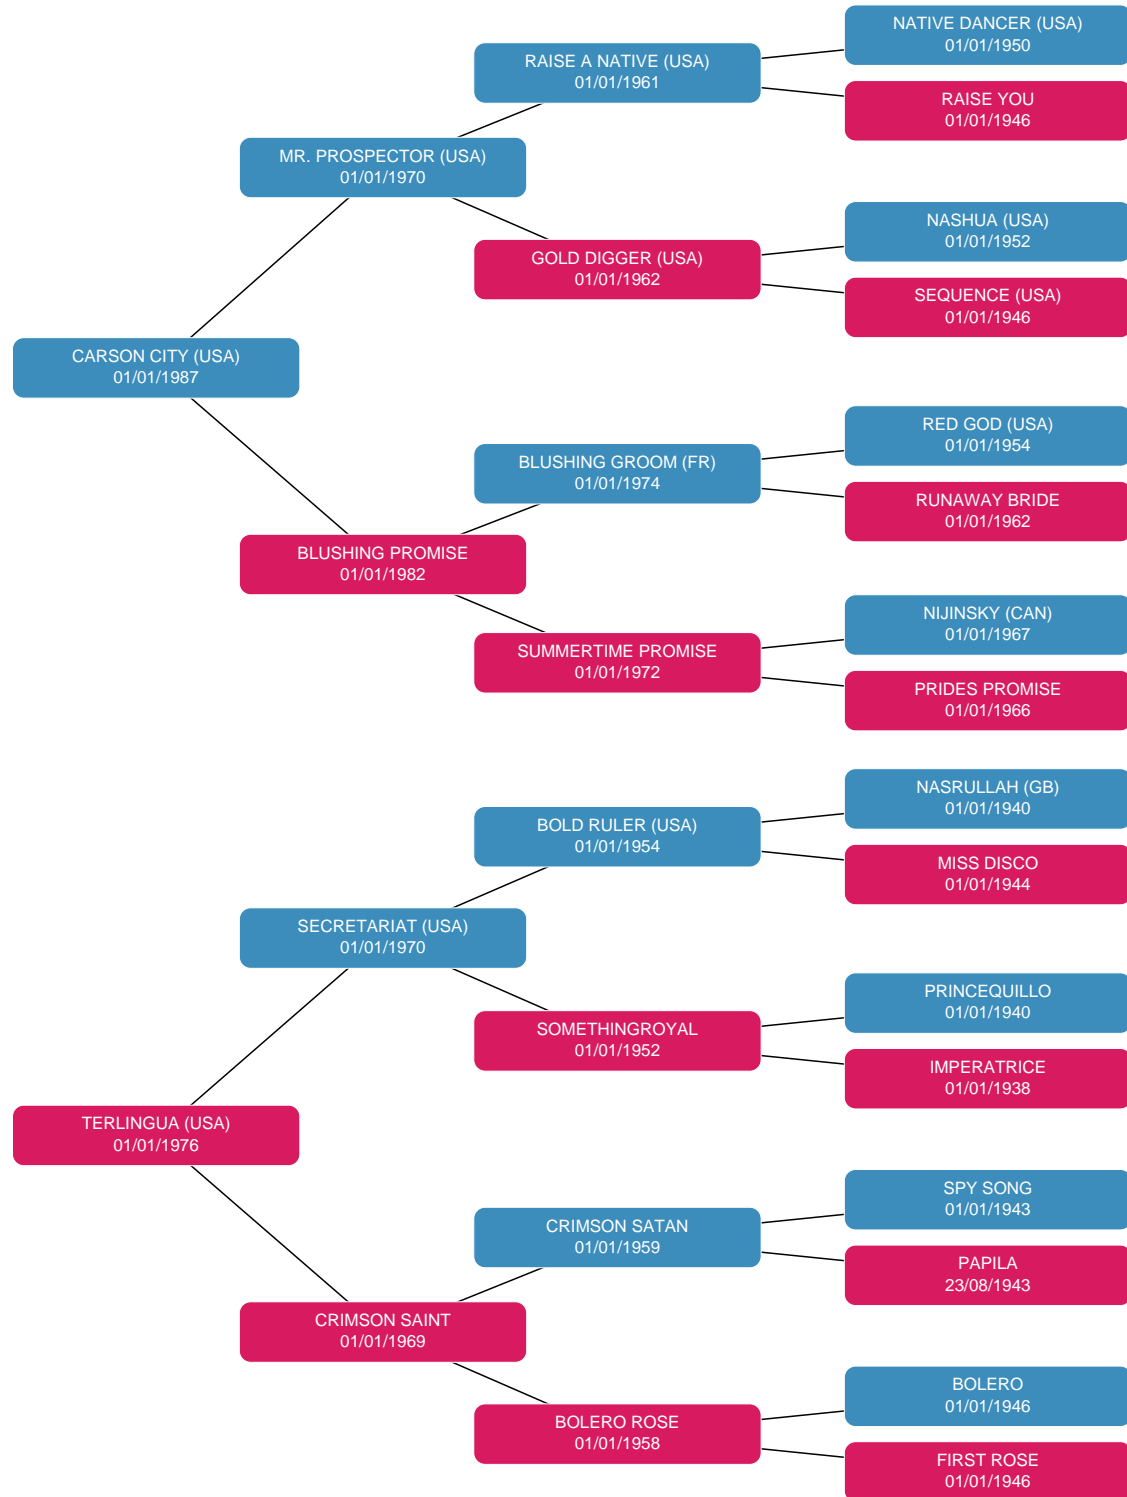 NATIVE DANCER (USA)
01/01/1950
RAISE A NATIVE (USA)
01/01/1961
RAISE YOU
01/01/1946
MR. PROSPECTOR (USA)
01/01/1970
NASHUA (USA)
01/01/1952
GOLD DIGGER (USA)
01/01/1962
SEQUENCE (USA)
01/01/1946
CARSON CITY (USA)
01/01/1987
RED GOD (USA)
01/01/1954
BLUSHING GROOM (FR)
01/01/1974
RUNAWAY BRIDE
01/01/1962
BLUSHING PROMISE
01/01/1982
NIJINSKY (CAN)
01/01/1967
SUMMERTIME PROMISE
01/01/1972
PRIDES PROMISE
01/01/1966
NASRULLAH (GB)
01/01/1940
BOLD RULER (USA)
01/01/1954
MISS DISCO
01/01/1944
SECRETARIAT (USA)
01/01/1970
PRINCEQUILLO
01/01/1940
SOMETHINGROYAL
01/01/1952
IMPERATRICE
01/01/1938
TERLINGUA (USA)
01/01/1976
SPY SONG
01/01/1943
CRIMSON SATAN
01/01/1959
PAPILA
23/08/1943
CRIMSON SAINT
01/01/1969
BOLERO
01/01/1946
BOLERO ROSE
01/01/1958
FIRST ROSE
01/01/1946